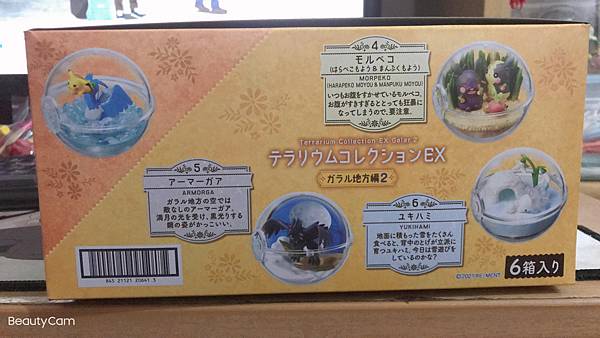 4
モルペコ
(はらぺこもよう&まんぷくもよう)
MORPEKO
(HARAPEKO MOYOU & MANPUKU MOYOU)
いつもお腹をすかせているモルペコ。
お腹がすきすぎるととっても狂暴に
なってしまうので、要注意。
Terrarium Collection EX Galar 2
テラリウムコレクションEX
ガラル地方編2
5
アーマーガア
ARMORGA
ガラル地方の空では
敵なしのアーマーガア。
満月の光を受け、黒光りする
鋼の姿がかっこいい。
6
ユキハミ
YUKIHAMI
地面に積もった雪をたくさん
食べると、背中のとげが立派に
育つユキハミ。今日は雪遊びを
しているのかな?
©2021 RE-MENT
6箱入り
BeautyCam